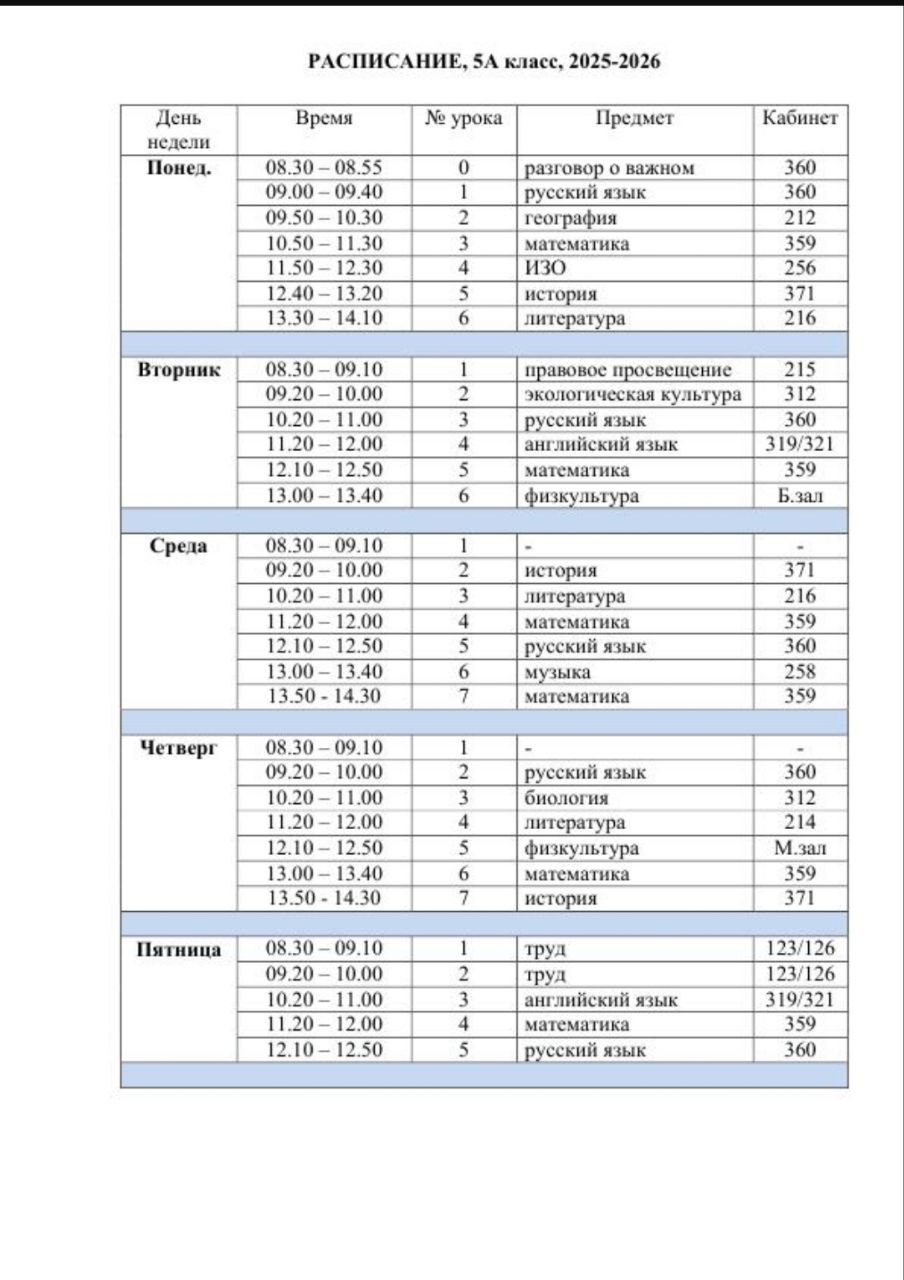 РАСПИСАНИЕ, 5А класс, 2025-2026
День недели Время № урока Предмет Кабинет
Понед. 08.30 – 08.55 0 разговор о важном 360
09.00 – 09.40 1 русский язык 360
09.50 – 10.30 2 география 212
10.50 – 11.30 3 математика 359
11.50 – 12.30 4 ИЗО 256
12.40 – 13.20 5 история 371
13.30 – 14.10 6 литература 216
Вторник 08.30 – 09.10 1 правовое просвещение 215
09.20 – 10.00 2 экологическая культура 312
10.20 – 11.00 3 русский язык 360
11.20 – 12.00 4 английский язык 319/321
12.10 – 12.50 5 математика 359
13.00 – 13.40 6 физкультура Б.зал
Среда 08.30 – 09.10 1 - -
09.20 – 10.00 2 история 371
10.20 – 11.00 3 литература 216
11.20 – 12.00 4 математика 359
12.10 – 12.50 5 русский язык 360
13.00 – 13.40 6 музыка 258
13.50 - 14.30 7 математика 359
Четверг 08.30 – 09.10 1 - -
09.20 – 10.00 2 русский язык 360
10.20 – 11.00 3 биология 312
11.20 – 12.00 4 литература 214
12.10 – 12.50 5 физкультура М.зал
13.00 – 13.40 6 математика 359
13.50 - 14.30 7 история 371
Пятница 08.30 – 09.10 1 труд 123/126
09.20 – 10.00 2 труд 123/126
10.20 – 11.00 3 английский язык 319/321
11.20 – 12.00 4 математика 359
12.10 – 12.50 5 русский язык 360